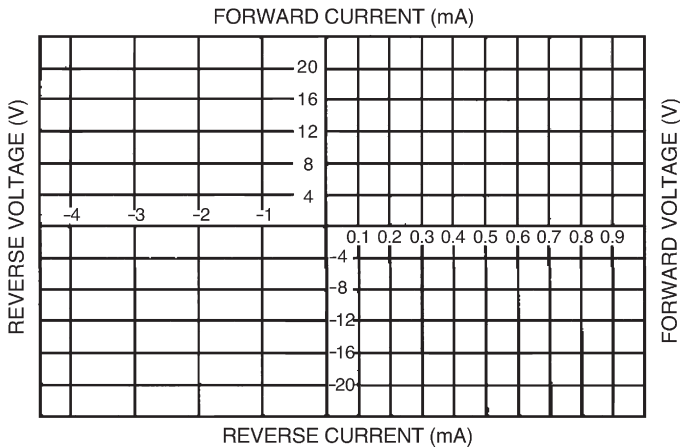 FORWARD CURRENT (mA)
REVERSE VOLTAGE (V)
FORWARD VOLTAGE (V)
20
16
12
8
4
-4 -3 -2 -1
0.1 0.2 0.3 0.4 0.5 0.6 0.7 0.8 0.9
-4
-8
-12
-16
-20
REVERSE CURRENT (mA)